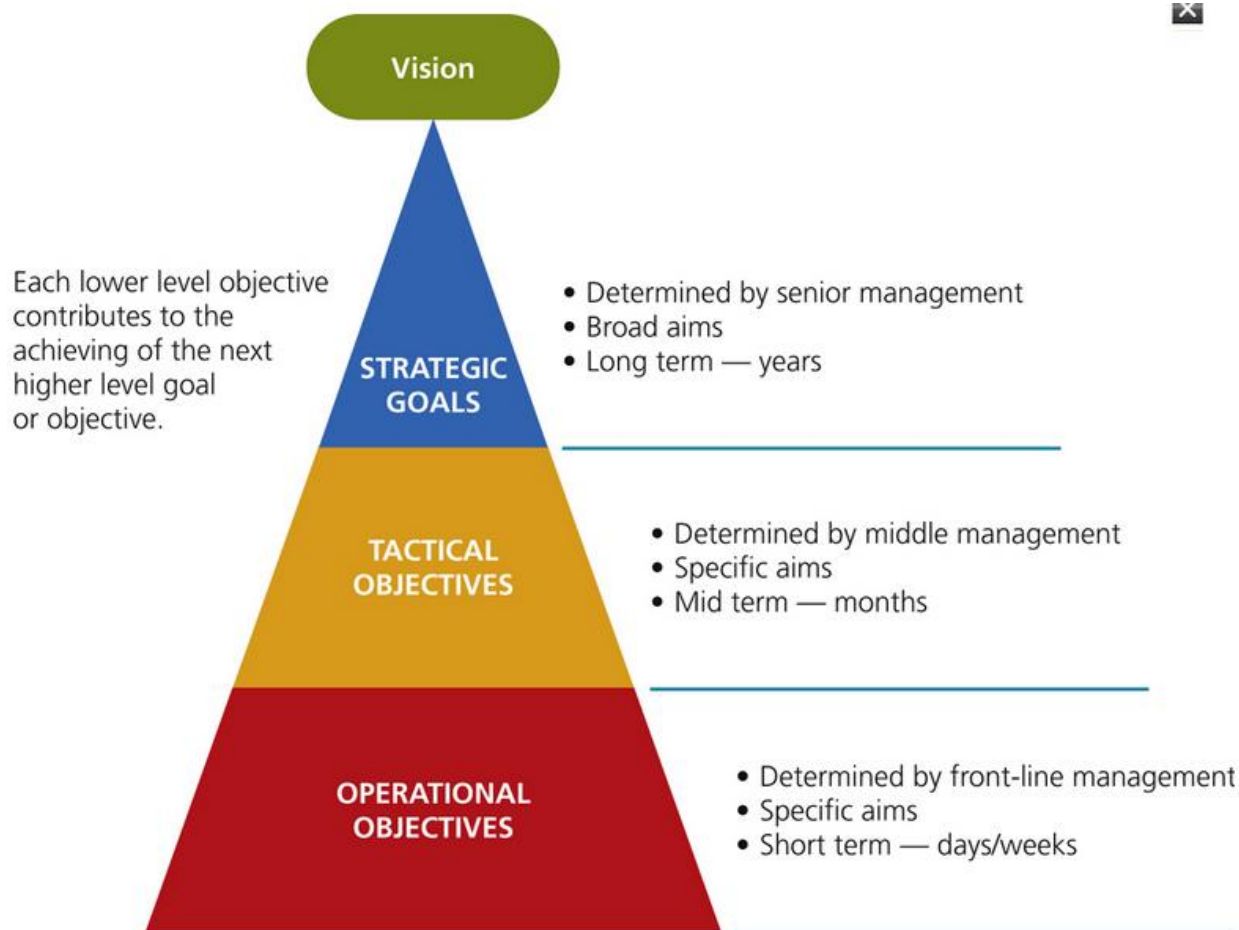 Vision
Each lower level objective
contributes to the
achieving of the next
higher level goal
or objective.
STRATEGIC
GOALS
• Determined by senior management
• Broad aims
• Long term — years
TACTICAL
OBJECTIVES
• Determined by middle management
• Specific aims
• Mid term — months
OPERATIONAL
OBJECTIVES
• Determined by front-line management
• Specific aims
• Short term — days/weeks